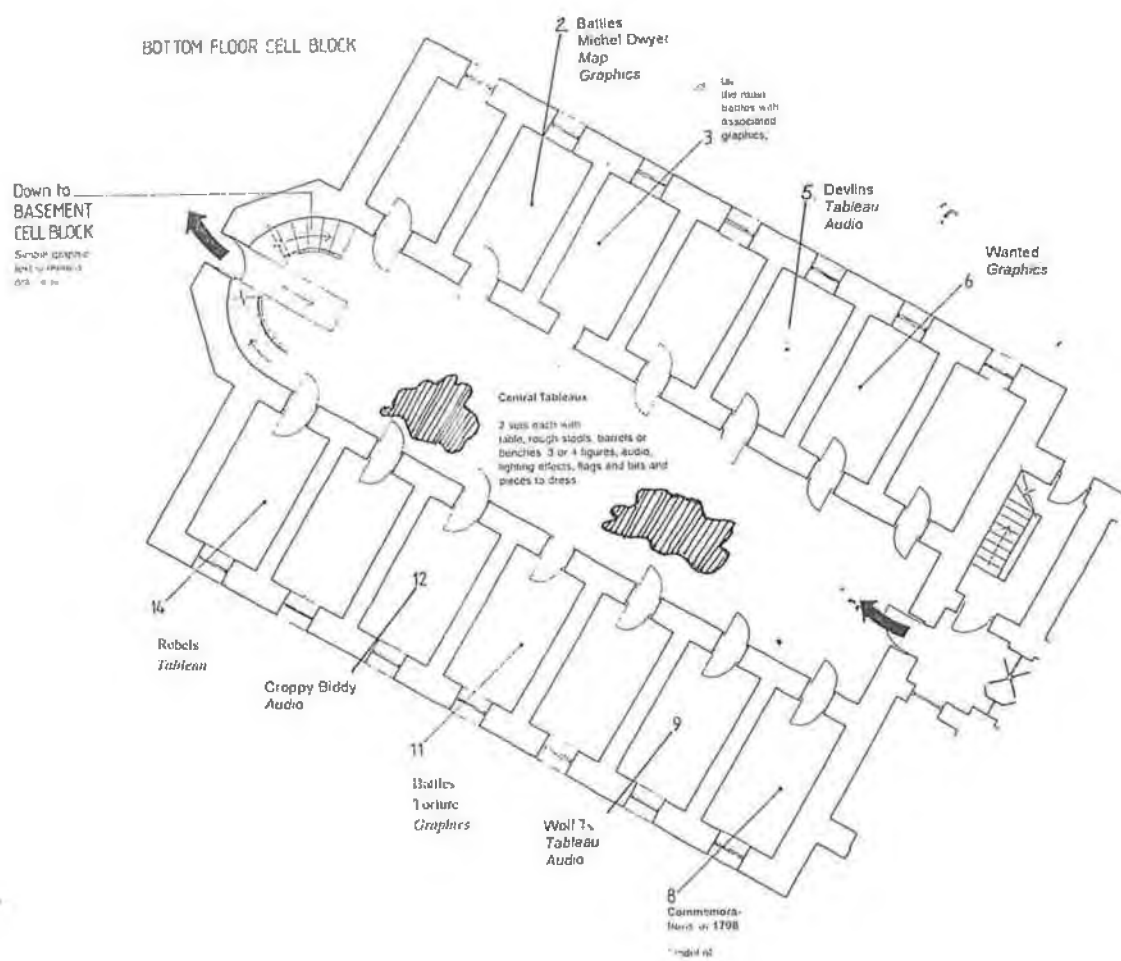 BOTTOM FLOOR CELL BLOCK
2 Battles
Michel Dwyer
Map
Graphics
the main
battles with
associated
graphics.
3
Down to
BASEMENT
CELL BLOCK
Simple graphic
5 Devlins
Tableau
Audio
Wanted
Graphics
6
Central Tableaux
2 sets each with
table, rough stools, barrels or
benches 3 or 4 figures, audio,
lighting effects, flags and bits and
pieces to dress
14
Rebels
Tableau
12
Croppy Biddy
Audio
11
Battles
Torture
Graphics
9
Wolf
Tableau
Audio
8
Commemora-
1798